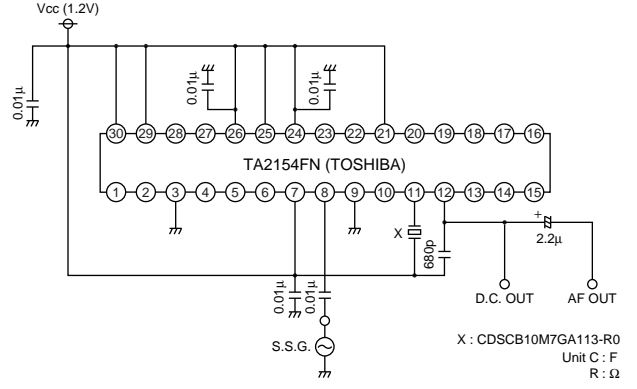 Vcc (1.2V)
0.01μ
0.01μ
0.01μ
30 29 28 27 26 25 24 23 22 21 20 19 18 17 16
TA2154FN (TOSHIBA)
1 2 3 4 5 6 7 8 9 10 11 12 13 14 15
X
680p
+
2.2μ
0.01μ
0.01μ
D.C. OUT
AF OUT
S.S.G.
X : CDSCB10M7GA113-R0
Unit C : F
R : Ω